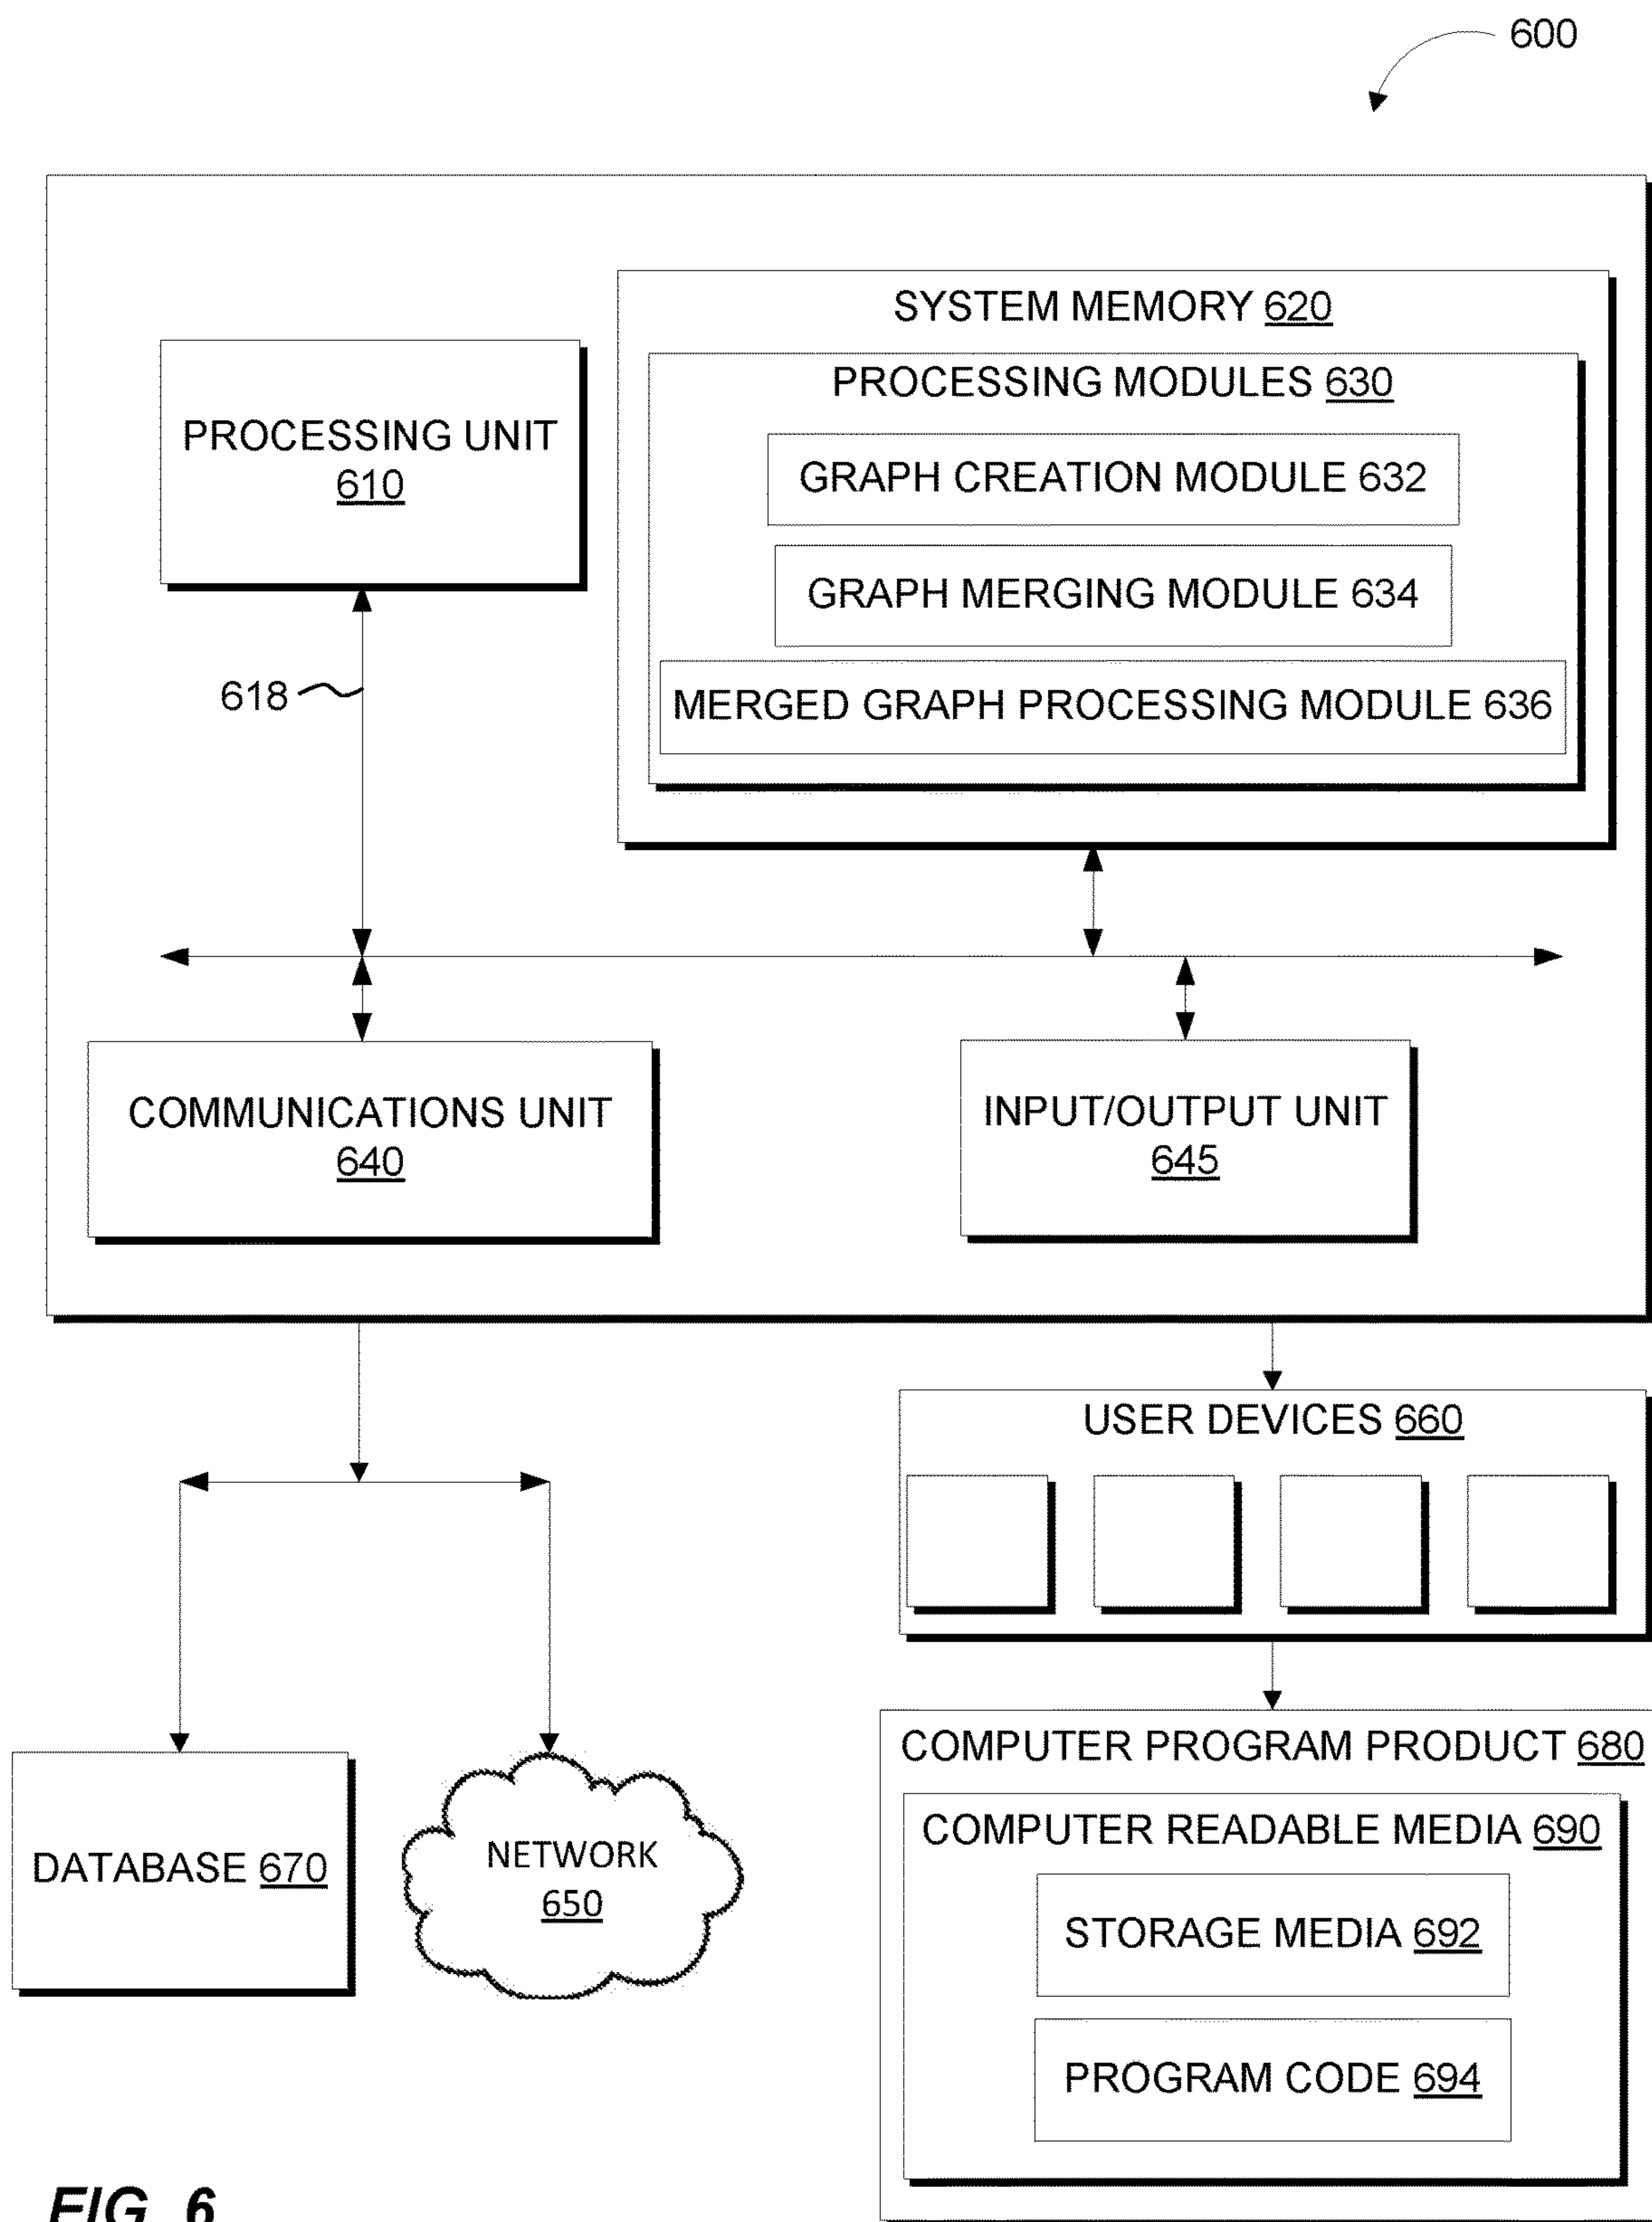 600
SYSTEM MEMORY 620
PROCESSING MODULES 630
PROCESSING UNIT
610
GRAPH CREATION MODULE 632
GRAPH MERGING MODULE 634
618
MERGED GRAPH PROCESSING MODULE 636
COMMUNICATIONS UNIT
640
INPUT/OUTPUT UNIT
645
USER DEVICES 660
COMPUTER PROGRAM PRODUCT 680
COMPUTER READABLE MEDIA 690
DATABASE 670
NETWORK
650
STORAGE MEDIA 692
PROGRAM CODE 694
FIG. 6